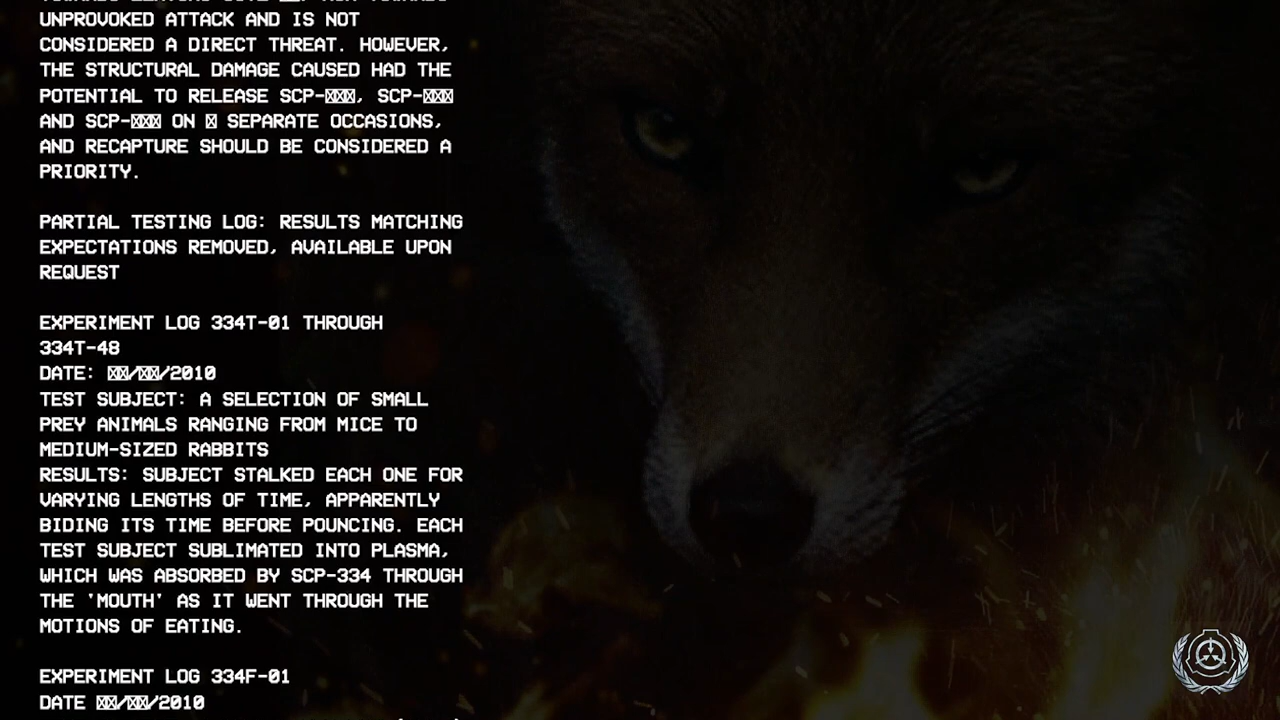 UNPROVOKED ATTACK AND IS NOT
CONSIDERED A DIRECT THREAT. HOWEVER,
THE STRUCTURAL DAMAGE CAUSED HAD THE
POTENTIAL TO RELEASE SCP-☒☒☒, SCP-☒☒☒
AND SCP-☒☒☒ ON ☒ SEPARATE OCCASIONS,
AND RECAPTURE SHOULD BE CONSIDERED A
PRIORITY.
PARTIAL TESTING LOG: RESULTS MATCHING
EXPECTATIONS REMOVED, AVAILABLE UPON
REQUEST
EXPERIMENT LOG 334T-01 THROUGH
334T-48
DATE: ☒☒/☒☒/2010
TEST SUBJECT: A SELECTION OF SMALL
PREY ANIMALS RANGING FROM MICE TO
MEDIUM-SIZED RABBITS
RESULTS: SUBJECT STALKED EACH ONE FOR
VARYING LENGTHS OF TIME, APPARENTLY
BIDING ITS TIME BEFORE POUNCING. EACH
TEST SUBJECT SUBLIMATED INTO PLASMA,
WHICH WAS ABSORBED BY SCP-334 THROUGH
THE 'MOUTH' AS IT WENT THROUGH THE
MOTIONS OF EATING.
EXPERIMENT LOG 334F-01
DATE ☒☒/☒☒/2010